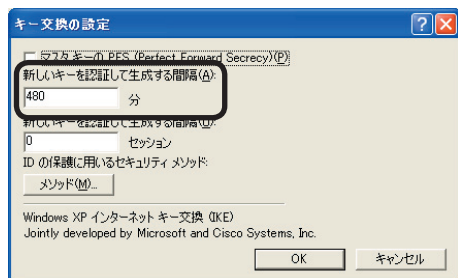 キー交換の設定
マスタ キーの PFS (Perfect Forward Secrecy)(P)
新しいキーを認証して生成する間隔(A):
480 分
新しいキーを認証して生成する間隔(U):
0 セッション
ID の保護に用いるセキュリティ メソッド:
メソッド(M)...
Windows XP インターネット キー交換 (IKE)
Jointly developed by Microsoft and Cisco Systems, Inc.
OK キャンセル